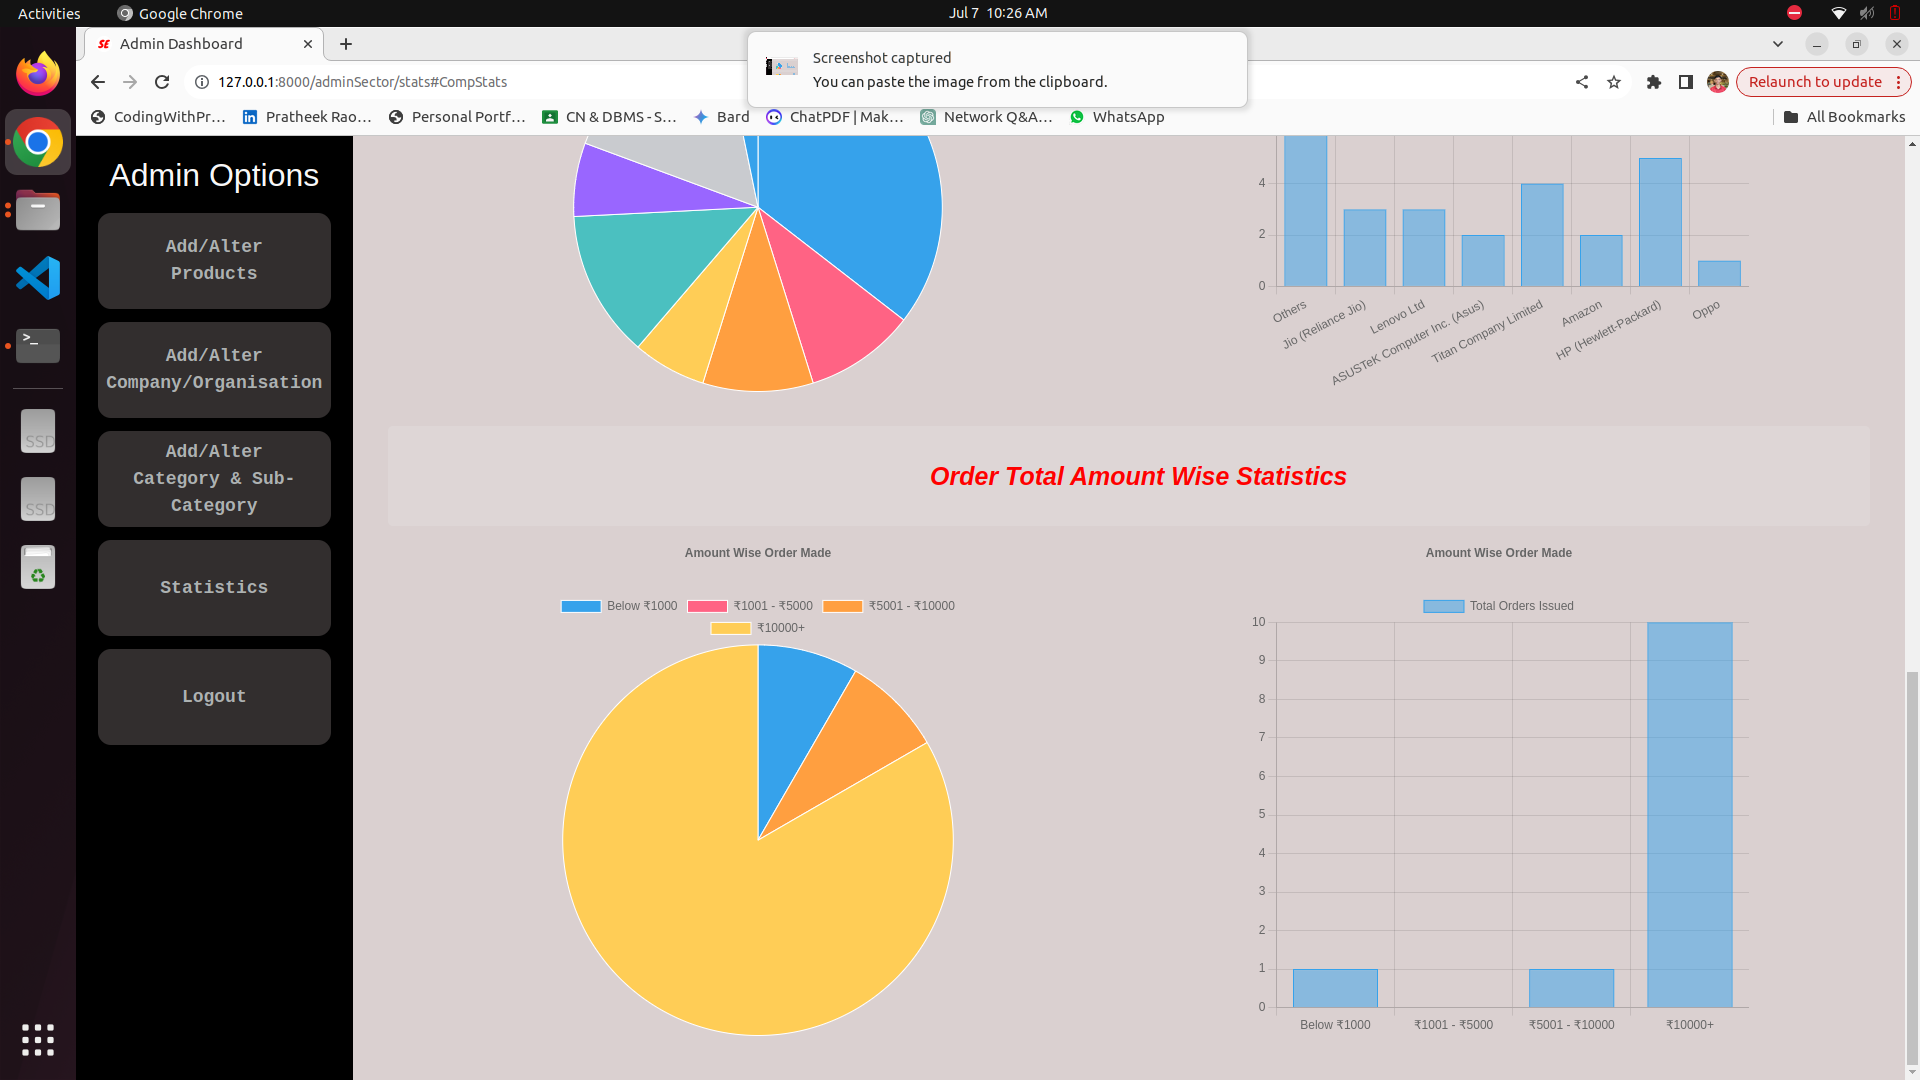 Activities
Google Chrome
Jul 7 10:26 AM
SE Admin Dashboard
Screenshot captured
You can paste the image from the clipboard.
127.0.0.1:8000/adminSector/stats#CompStats
Relaunch to update
CodingWithPr...
Pratheek Rao...
Personal Portf...
CN & DBMS - S...
Bard
ChatPDF | Mak...
Network Q&A...
WhatsApp
All Bookmarks
Admin Options
Add/Alter
Products
Add/Alter
Company/Organisation
Add/Alter
Category & Sub-
Category
Statistics
Logout
SSD
SSD
4
2
0
Others
Jio (Reliance Jio)
Lenovo Ltd
ASUSTeK Computer Inc. (Asus)
Titan Company Limited
Amazon
HP (Hewlett-Packard)
Oppo
Order Total Amount Wise Statistics
Amount Wise Order Made
Below ₹1000
₹1001 - ₹5000
₹5001 - ₹10000
₹10000+
Amount Wise Order Made
Total Orders Issued
10
9
8
7
6
5
4
3
2
1
0
Below ₹1000
₹1001 - ₹5000
₹5001 - ₹10000
₹10000+